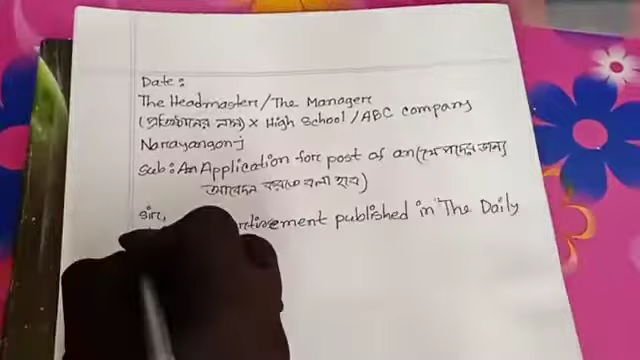 Date:
The Headmaster/The Manager
(প্রতিষ্ঠানের নাম) X High School/ABC company
Narayangonj
Sub: An Application for post of an (যে পদের জন্য
আবেদন করতে বলা হবে)
Sir,
published in "The Daily